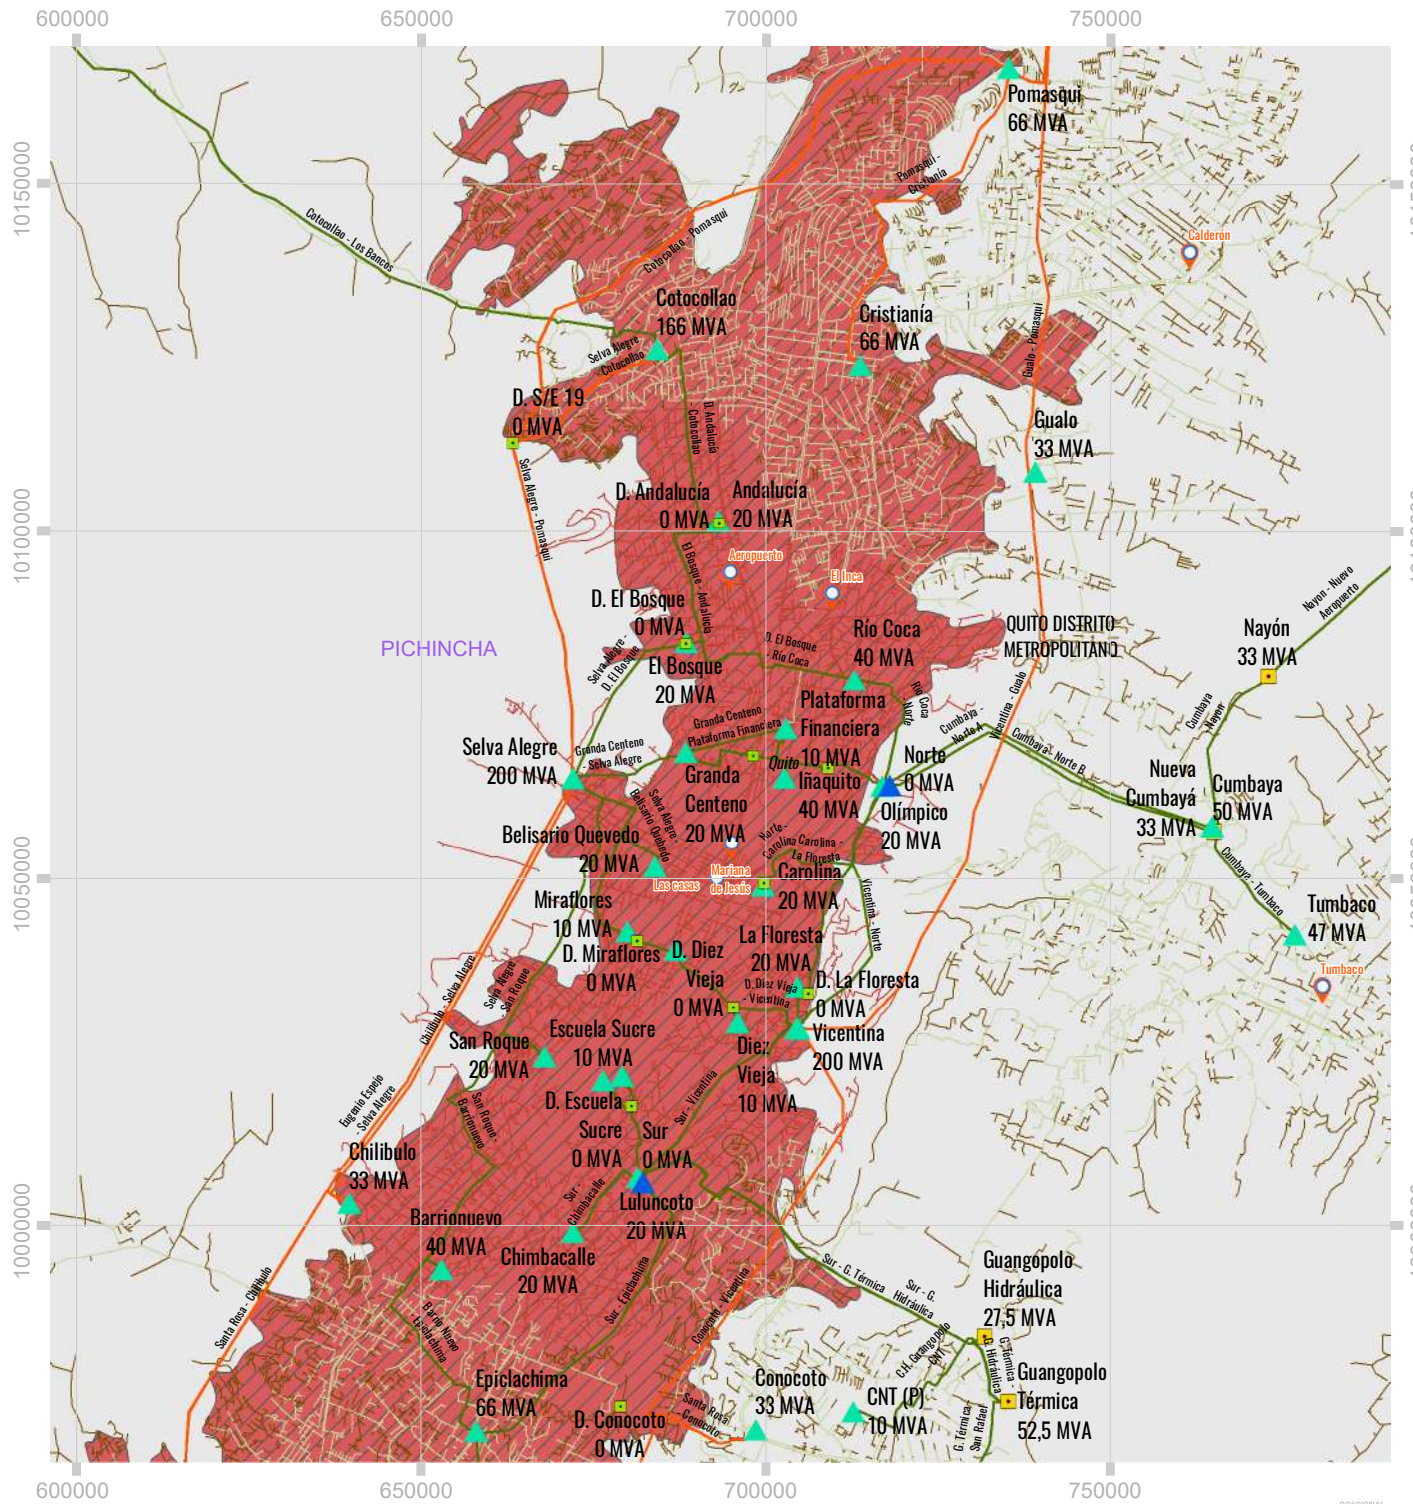 600000
650000
700000
750000
10150000
10100000
10050000
10000000
Pomasqui
66 MVA
Pomasqui -
Cristianía
Cotocollao - Los Bancos
Cotocollao - Pomasqui
Calderón
Cotocollao
166 MVA
Cristianía
66 MVA
Gualo - Pomasqui
Selva Alegre
- Cotocollao
D. S/E 19
0 MVA
D. Andalucía
- Cotocollao
Gualo
33 MVA
Selva Alegre - Pomasqui
D. Andalucía
0 MVA
Andalucía
20 MVA
El Bosque - Andalucía
Acropuerto
El Inca
Nayon - Nuevo
Aeropuerto
D. El Bosque
0 MVA
QUITO DISTRITO
METROPOLITANO
Río Coca
40 MVA
Nayón
33 MVA
PICHINCHA
Selva Alegre -
D. El Bosque
D. El Bosque
- Río Coca
El Bosque
20 MVA
Río Coca
- Norte
Plataforma
Financiera
10 MVA
Granda Centeno -
Plataforma Financiera
Cumbaya -
Norte A
Vicentina - Gualo
Cumbaya
Nayon
Cumbaya - Norte B
Selva Alegre
200 MVA
Granda Centeno
- Selva Alegre
Quito
Norte
0 MVA
Granda
Centeno
20 MVA
Iñaquito
40 MVA
Olímpico
20 MVA
Nueva
Cumbayá
33 MVA
Cumbaya
50 MVA
Selva Alegre -
Belisario Quebedo
Belisario Quevedo
20 MVA
Norte -
Carolina
Carolina -
La Floresta
Cumbaya - Tumbaco
Las casas
Mariana
de Jesús
Carolina
20 MVA
Vicentina - Norte
Miraflores
10 MVA
Tumbaco
47 MVA
D. Miraflores
0 MVA
D. Diez
Vieja
0 MVA
La Floresta
20 MVA
Tumbaco
Selva Alegre
San Roque
Chilibulo - Selva Alegre
D. Diez Vieja
- Vicentina
D. La Floresta
0 MVA
San Roque
20 MVA
Escuela Sucre
10 MVA
Vicentina
200 MVA
Diez
Vieja
10 MVA
Sur - Vicentina
Eugenio Espejo
- Selva Alegre
San Roque -
Barrionuevo
D. Escuela
Sucre
0 MVA
Sur
0 MVA
Chilibulo
33 MVA
Sur -
Chimbacalle
Luluncoto
20 MVA
Barrionuevo
40 MVA
Chimbacalle
20 MVA
Santa Rosa - Chilibulo
Sur - Epiclachima
Conocoto - Vicentina
Sur - G. Térmica
Sur - G.
Hidráulica
Guangopolo
Hidráulica
27,5 MVA
Barrio Nuevo
Epiclachima
C.H. Guangopolo
CNT
G. Térmica -
G. Hidráulica
Epiclachima
66 MVA
D. Conocoto
0 MVA
Santa Rosa
- Conocoto
Conocoto
33 MVA
CNT (P)
10 MVA
G. Térmica-
San Rafael
Guangopolo
Térmica
52,5 MVA
600000
650000
700000
750000